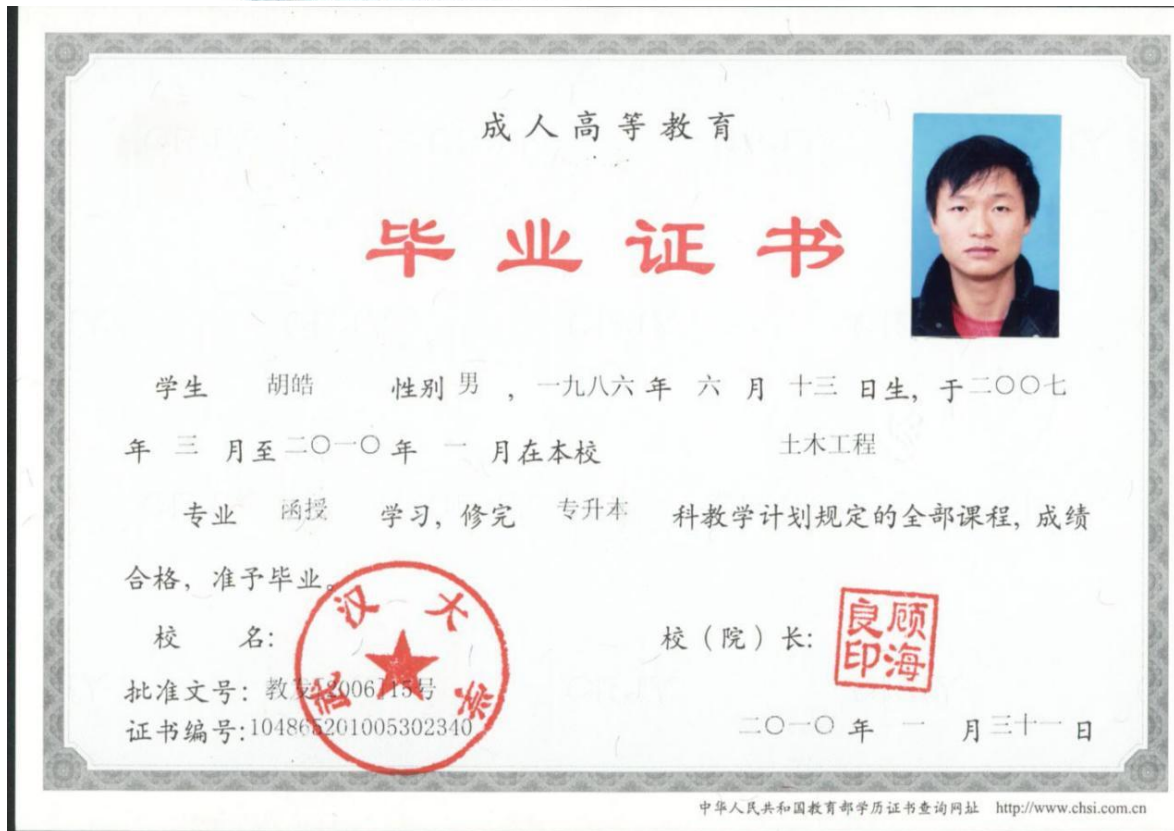 成人高等教育
毕业证书
学生 胡皓 性别 男 , 一九八六 年 六 月 十三 日生, 于二〇〇七
年 三 月至二〇一〇年 一 月在本校 土木工程
专业 函授 学习, 修完 专升本 科教学计划规定的全部课程, 成绩
合格, 准予毕业。
校 名: 武汉大学
校（院）长: 顾海良印
批准文号: 教发 2006 15号
证书编号:104865201005302340
二〇一〇 年 一 月 三十一 日
中华人民共和国教育部学历证书查询网址 http://www.chsi.com.cn